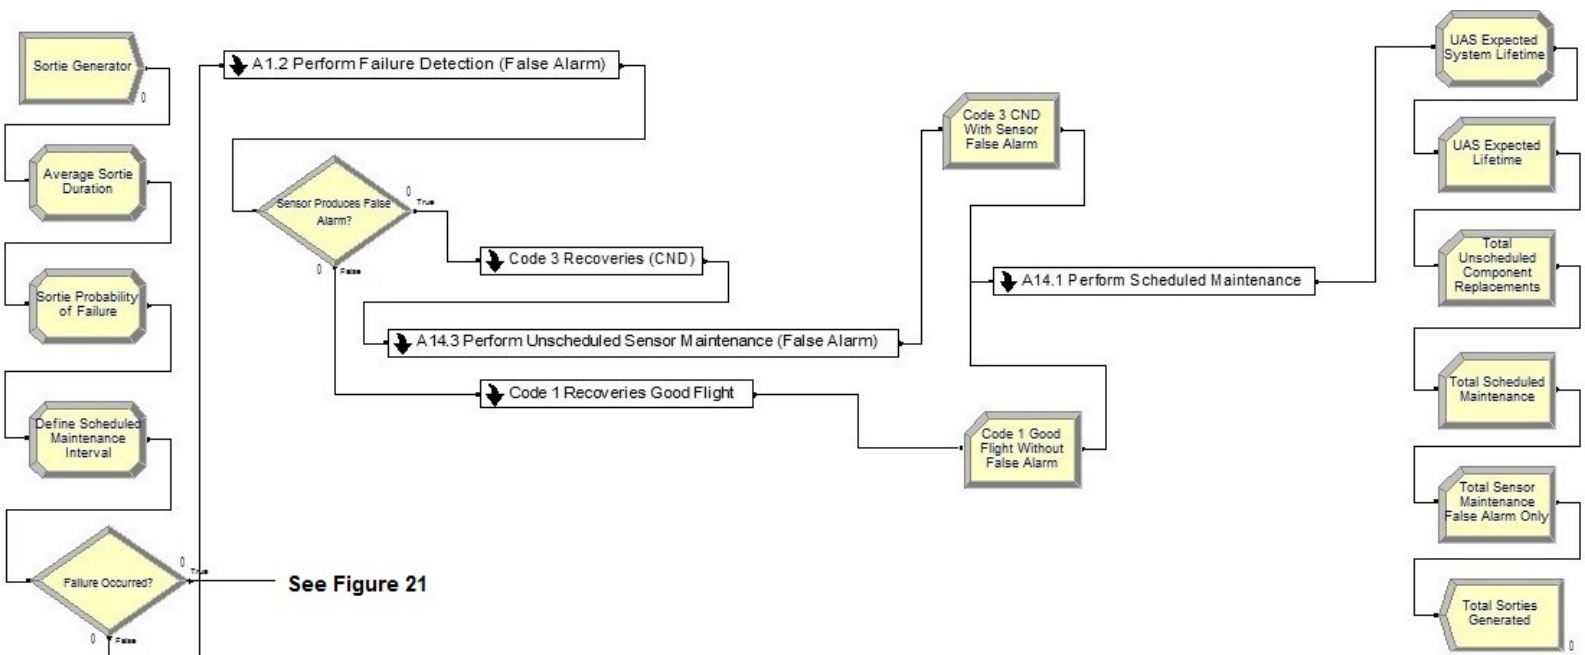 Sortie Generator
0
Average Sortie
Duration
Sortie Probability
of Failure
Define Scheduled
Maintenance
Interval
Failure Occurred?
0
True
0
False
See Figure 21
A1.2 Perform Failure Detection (False Alarm)
Sensor Produces False
Alarm?
0
True
0
False
Code 3 Recoveries (CND)
A14.3 Perform Unscheduled Sensor Maintenance (False Alarm)
Code 1 Recoveries Good Flight
Code 3 CND
With Sensor
False Alarm
Code 1 Good
Flight Without
False Alarm
A14.1 Perform Scheduled Maintenance
UAS Expected
System Lifetime
UAS Expected
Lifetime
Total
Unscheduled
Component
Replacements
Total Scheduled
Maintenance
Total Sensor
Maintenance
False Alarm Only
Total Sorties
Generated
0